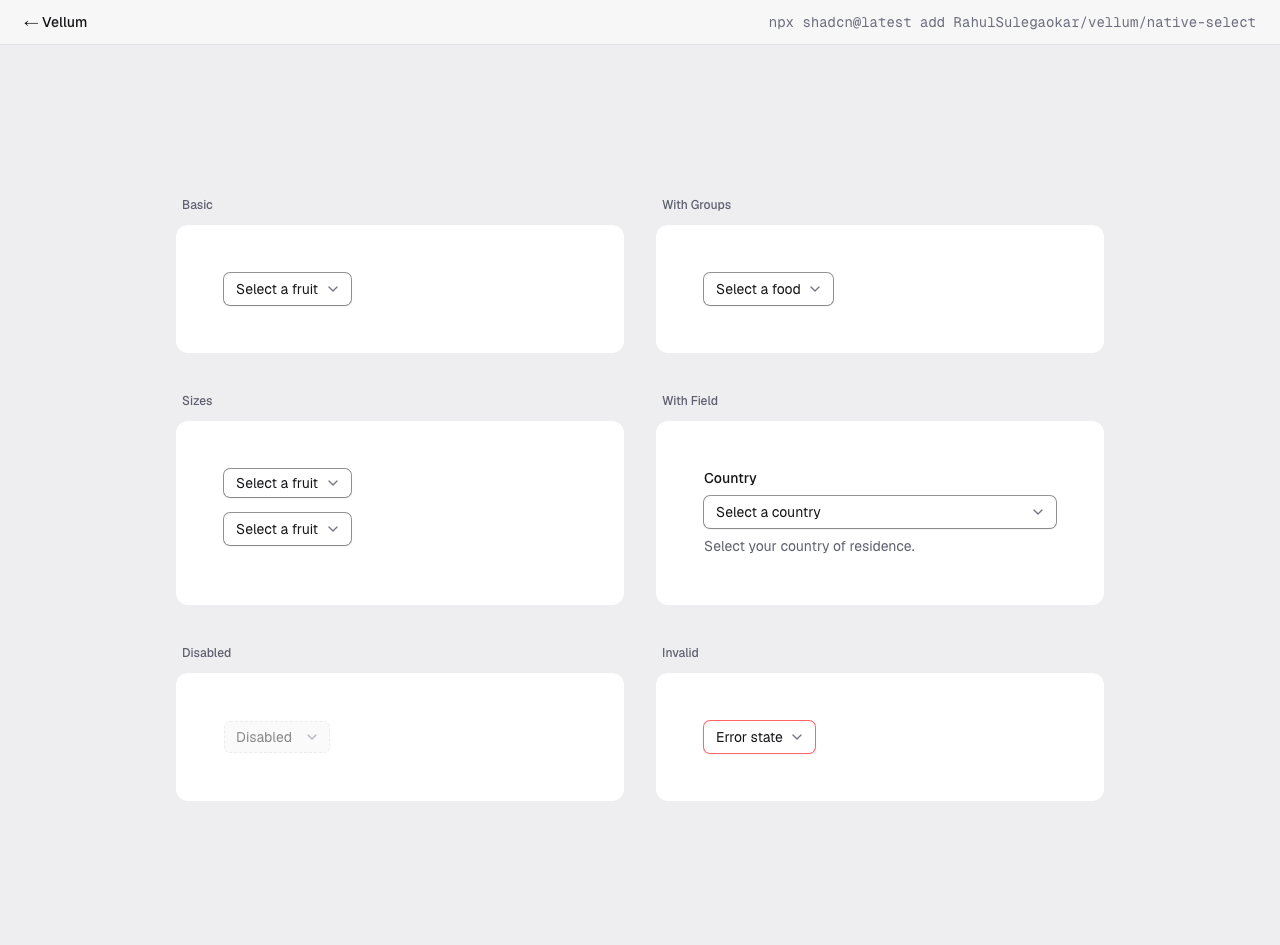 ← Vellum
npx shadcn@latest add RahulSulegaokar/vellum/native-select
Basic
Select a fruit
With Groups
Select a food
Sizes
Select a fruit
Select a fruit
With Field
Country
Select a country
Select your country of residence.
Disabled
Disabled
Invalid
Error state